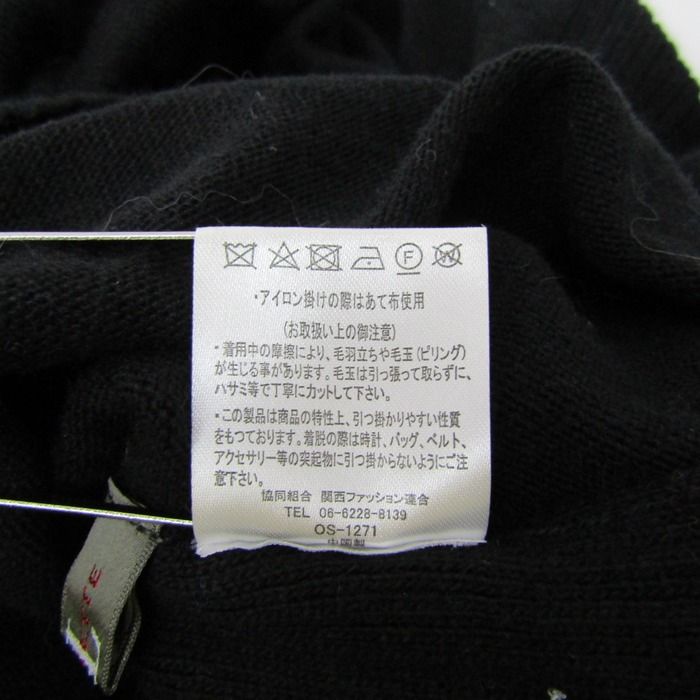 ・アイロン掛けの際はあて布使用
(お取扱い上の御注意)
・着用中の摩擦により、毛羽立ちや毛玉(ピリング)
が生じる事があります。毛玉は引っ張って取らずに、
ハサミ等で丁寧にカットして下さい。
・この製品は商品の特性上、引つ掛かりやすい性質
をもつております。着脱の際は時計、バッグ、ベルト、
アクセサリー等の突起物に引つ掛からないようにご注
意下さい。
協同組合 関西ファッション連合
TEL 06-6228-8139
OS-1271
中国製